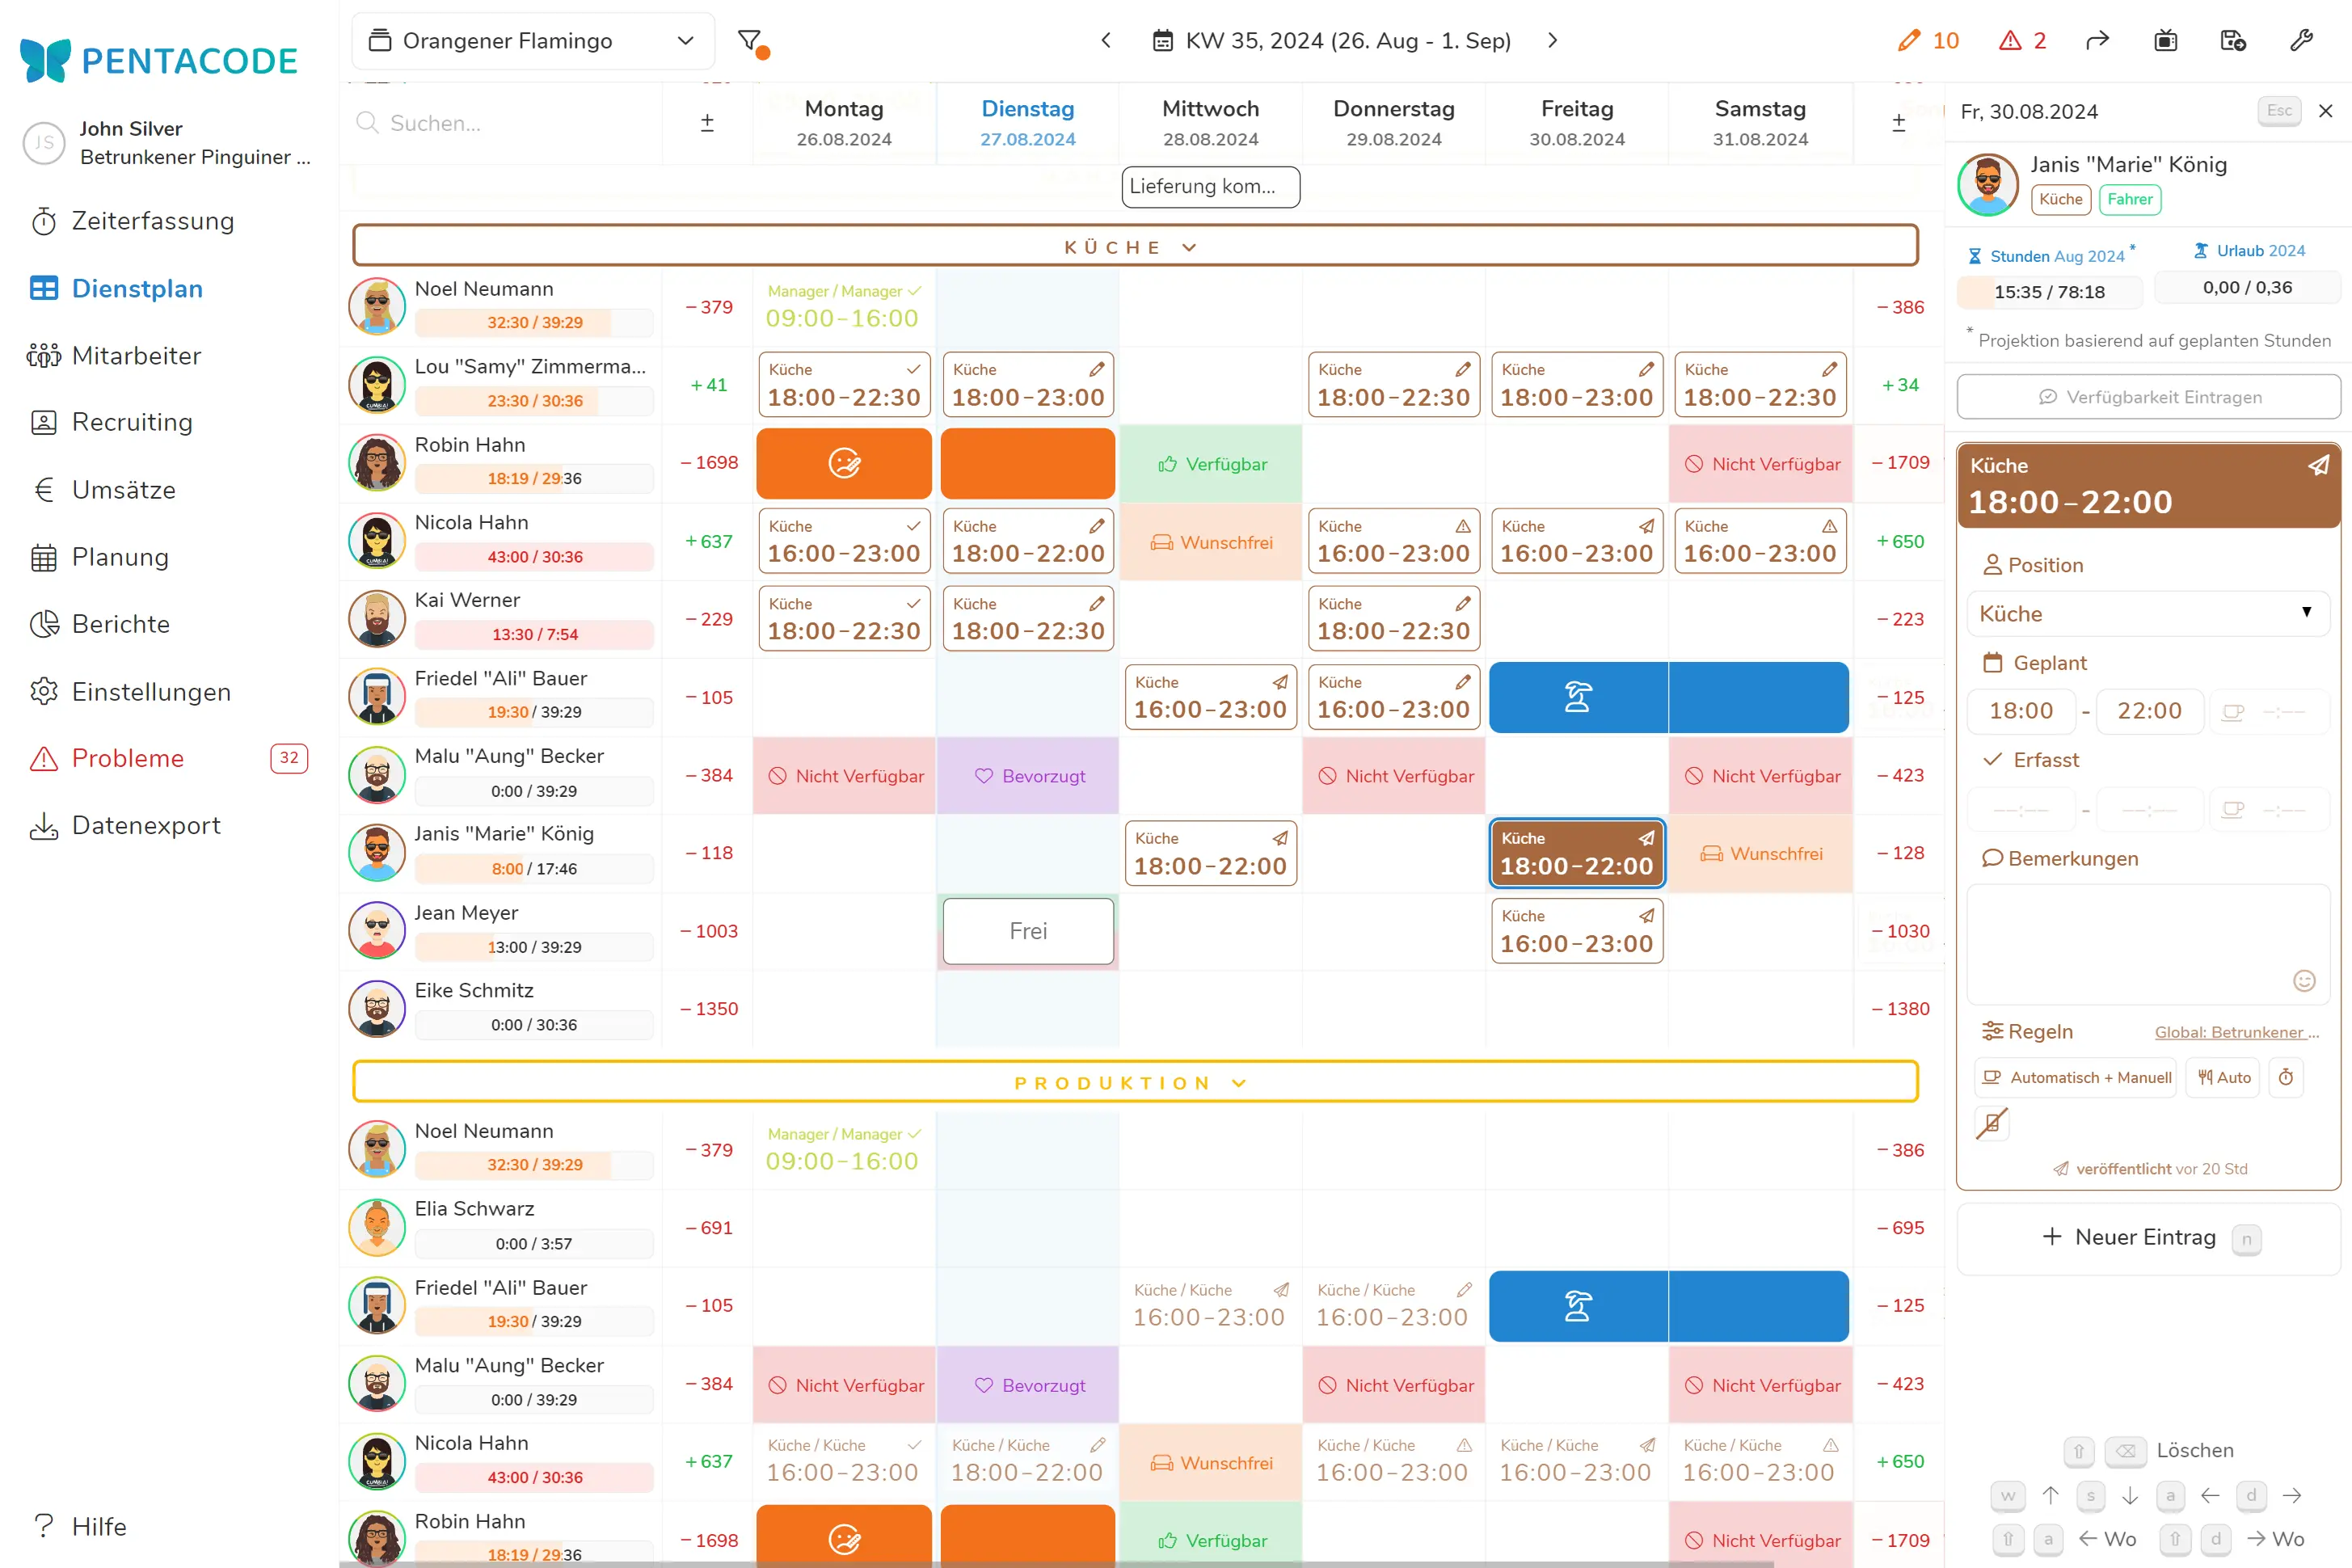 PENTACODE
JS
John Silver
Betrunkener Pinguiner ...
Zeiterfassung
Dienstplan
Mitarbeiter
Recruiting
Umsätze
Planung
Berichte
Einstellungen
Probleme 32
Datenexport
Hilfe
Orangener Flamingo
KW 35, 2024 (26. Aug - 1. Sep)
10
2
Suchen...
±
Montag
26.08.2024
Dienstag
27.08.2024
Mittwoch
28.08.2024
Donnerstag
29.08.2024
Freitag
30.08.2024
Samstag
31.08.2024
±
Lieferung kom...
KÜCHE
Noel Neumann
32:30 / 39:29
− 379
Manager / Manager
09:00–16:00
− 386
Lou "Samy" Zimmerma...
23:30 / 30:36
+ 41
Küche
18:00–22:30
Küche
18:00–23:00
Küche
18:00–22:30
Küche
18:00–23:00
Küche
18:00–22:30
+ 34
Robin Hahn
18:19 / 29:36
− 1698
Verfügbar
Nicht Verfügbar
− 1709
Nicola Hahn
43:00 / 30:36
+ 637
Küche
16:00–23:00
Küche
18:00–22:00
Wunschfrei
Küche
16:00–23:00
Küche
16:00–23:00
Küche
16:00–23:00
+ 650
Kai Werner
13:30 / 7:54
− 229
Küche
18:00–22:30
Küche
18:00–22:30
Küche
18:00–22:30
− 223
Friedel "Ali" Bauer
19:30 / 39:29
− 105
Küche
16:00–23:00
Küche
16:00–23:00
− 125
Malu "Aung" Becker
0:00 / 39:29
− 384
Nicht Verfügbar
Bevorzugt
Nicht Verfügbar
Nicht Verfügbar
− 423
Janis "Marie" König
8:00 / 17:46
− 118
Küche
18:00–22:00
Küche
18:00–22:00
Wunschfrei
− 128
Jean Meyer
13:00 / 39:29
− 1003
Frei
Küche
16:00–23:00
− 1030
Eike Schmitz
0:00 / 30:36
− 1350
− 1380
PRODUKTION
Noel Neumann
32:30 / 39:29
− 379
Manager / Manager
09:00–16:00
− 386
Elia Schwarz
0:00 / 3:57
− 691
− 695
Friedel "Ali" Bauer
19:30 / 39:29
− 105
Küche / Küche
16:00–23:00
Küche / Küche
16:00–23:00
− 125
Malu "Aung" Becker
0:00 / 39:29
− 384
Nicht Verfügbar
Bevorzugt
Nicht Verfügbar
Nicht Verfügbar
− 423
Nicola Hahn
43:00 / 30:36
+ 637
Küche / Küche
16:00–23:00
Küche / Küche
18:00–22:00
Wunschfrei
Küche / Küche
16:00–23:00
Küche / Küche
16:00–23:00
Küche / Küche
16:00–23:00
+ 650
Robin Hahn
18:19 / 29:36
− 1698
Verfügbar
Nicht Verfügbar
− 1709
Fr, 30.08.2024
Esc
Janis "Marie" König
Küche
Fahrer
Stunden Aug 2024 *
Urlaub 2024
15:35 / 78:18
0,00 / 0,36
* Projektion basierend auf geplanten Stunden
Verfügbarkeit Eintragen
Küche
18:00–22:00
Position
Küche
Geplant
18:00 - 22:00 -:--
Erfasst
--:-- - --:-- -:--
Bemerkungen
Regeln
Global: Betrunkener ...
Automatisch + Manuell
Auto
veröffentlicht vor 20 Std
+ Neuer Eintrag n
⇧ ⌫ Löschen
w ↑ s ↓ a ← d →
⇧ a ← Wo ⇧ d → Wo